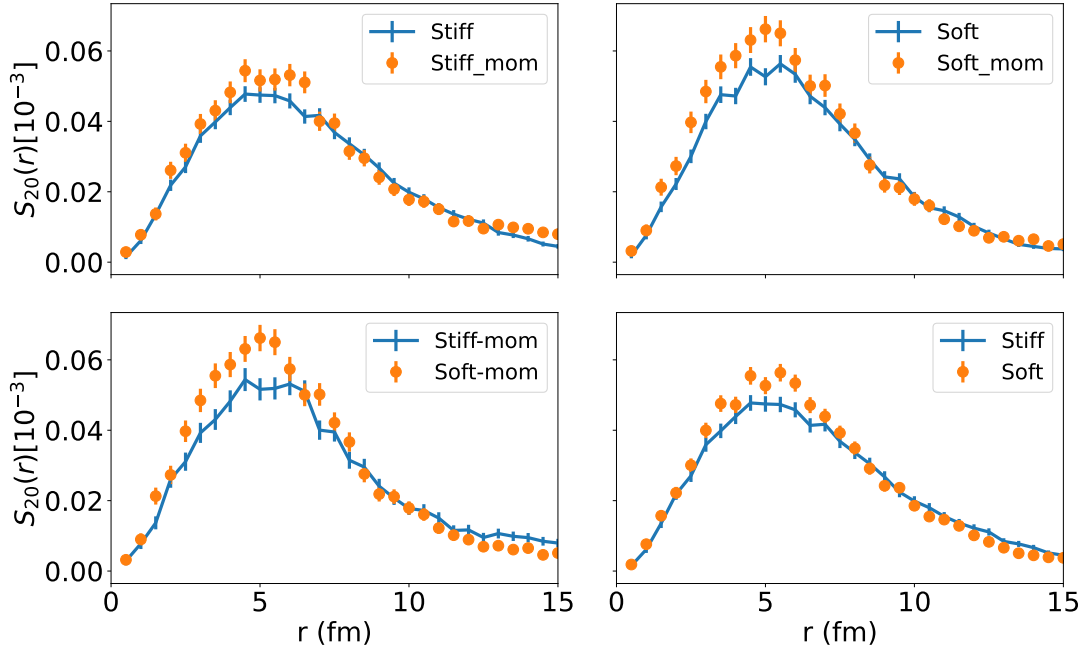 S20(r)[10−3]
0.06
0.04
0.02
0.00
Stiff
Stiff_mom
Soft
Soft_mom
S20(r)[10−3]
0.06
0.04
0.02
0.00
Stiff-mom
Soft-mom
Stiff
Soft
0 5 10 15
0 5 10 15
r (fm)
r (fm)